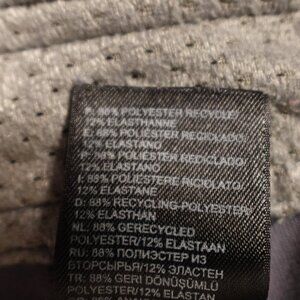 F: 88% POLYESTER RECYCLÉ/
12% ÉLASTHANNE
E: 88% POLIÉSTER RECICLADO/
12% ELASTANO
P: 88% POLIÉSTER RECICLADO/
12% ELASTANE
I: 88% POLIESTERE RICICLATO/
12% ELASTANE
D: 88% RECYCLING-POLYESTER/
12% ELASTHAN
NL: 88% GERECYCLED
POLYESTER/12% ELASTAAN
RU: 88% ПОЛИЭСТЕР ИЗ
ВТОРСЫРЬЯ/12% ЭЛАСТЕН
TR: 88% GERİ DÖNÜŞÜMLÜ
POLYESTER/12% ELASTAN